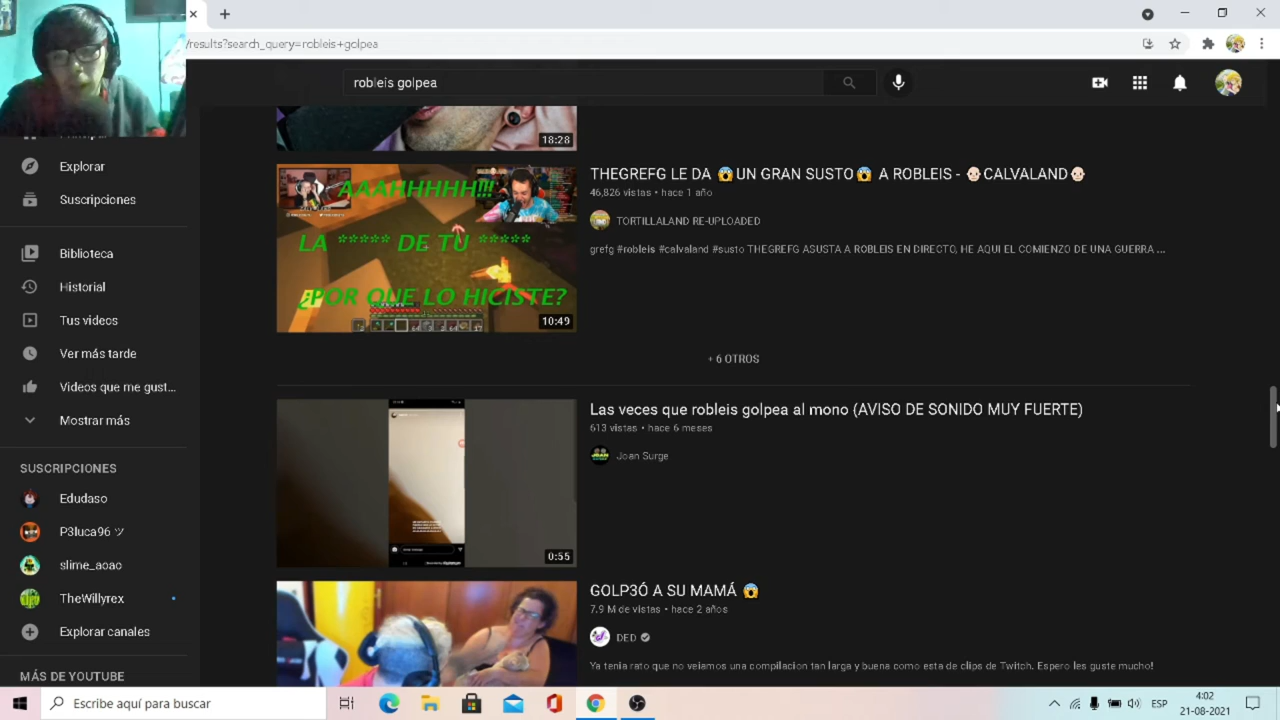 /results?search_query=robleis+golpea
robleis golpea
Explorar
Suscripciones
Biblioteca
Historial
Tus videos
Ver más tarde
Videos que me gust...
Mostrar más
SUSCRIPCIONES
Edudaso
P3luca96 ツ
slime_aoao
TheWillyrex
Explorar canales
MÁS DE YOUTUBE
18:28
AAAHHHHH!!!
LA ***** DE TU *****
¿POR QUE LO HICISTE?
10:49
THEGREFG LE DA 😱UN GRAN SUSTO😱 A ROBLEIS - 👨🏻‍🦲CALVALAND👨🏻‍🦲
46,826 vistas • hace 1 año
TORTILLALAND RE-UPLOADED
grefg #robleis #calvaland #susto THEGREFG ASUSTA A ROBLEIS EN DIRECTO, HE AQUI EL COMIENZO DE UNA GUERRA ...
+ 6 OTROS
0:55
Las veces que robleis golpea al mono (AVISO DE SONIDO MUY FUERTE)
613 vistas • hace 6 meses
Joan Surge
GOLP3Ó A SU MAMÁ 😱
7.9 M de vistas • hace 2 años
DED
Ya tenia rato que no veiamos una compilacion tan larga y buena como esta de clips de Twitch. Espero les guste mucho!
Escribe aquí para buscar
ESP
4:02
21-08-2021